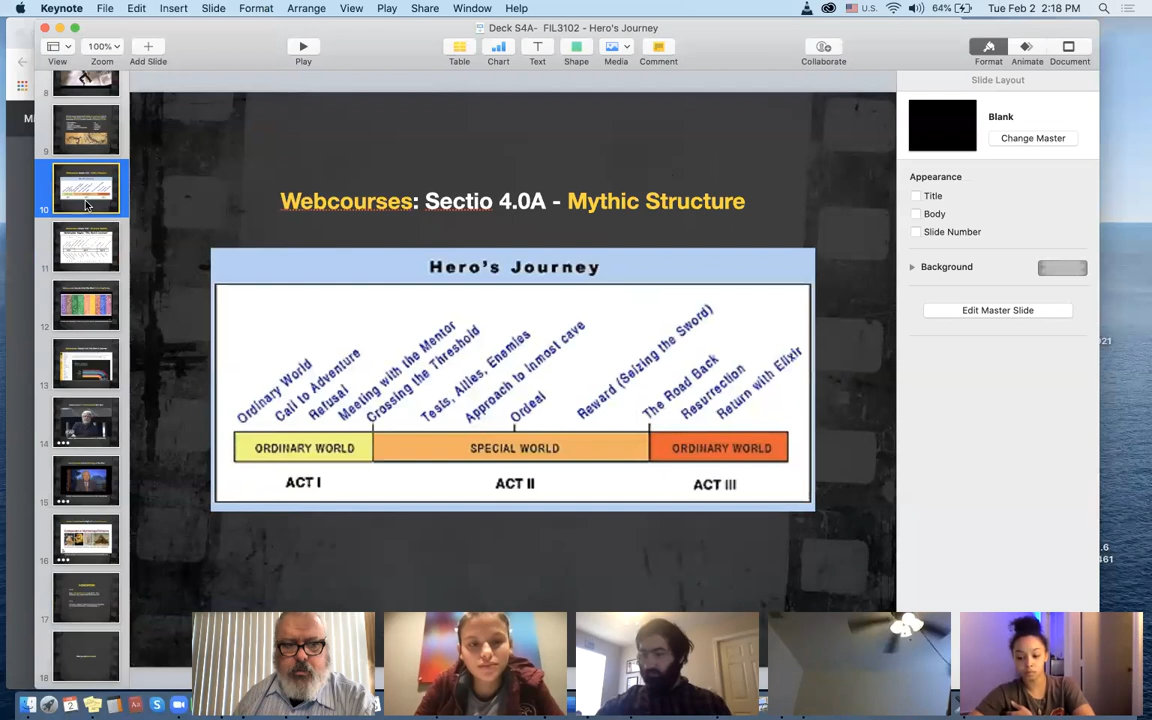 Keynote File Edit Insert Slide Format Arrange View Play Share Window Help U.S. 64% Tue Feb 2 2:18 PM
Deck S4A- FIL3102 - Hero's Journey
100%
View Zoom Add Slide Play Table Chart Text Shape Media Comment Collaborate Format Animate Document
Slide Layout
Blank
Change Master
Appearance
Title
Body
Slide Number
Background
Edit Master Slide
8
9
10
11
12
13
14
15
16
17
18
Webcourses: Sectio 4.0A - Mythic Structure
Hero's Journey
Ordinary World
Call to Adventure
Refusal
Meeting with the Mentor
Crossing the Threshold
Tests, Allies, Enemies
Approach to Inmost cave
Ordeal
Reward (Seizing the Sword)
The Road Back
Resurrection
Return with Elixir
ORDINARY WORLD SPECIAL WORLD ORDINARY WORLD
ACT I ACT II ACT III